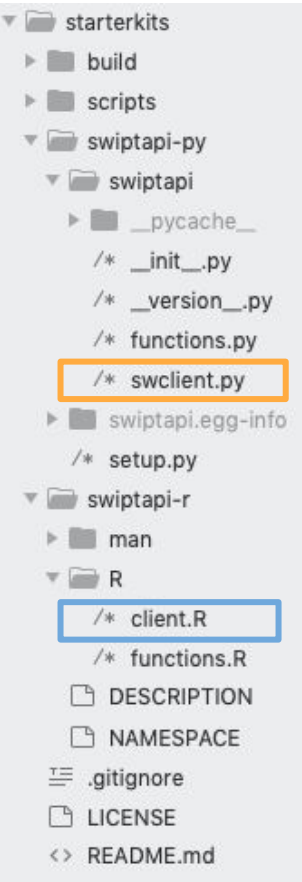 starterkits
build
scripts
swiptapi-py
swiptapi
__pycache__
/* __init__.py
/* __version__.py
/* functions.py
/* swclient.py
swiptapi.egg-info
/* setup.py
swiptapi-r
man
R
/* client.R
/* functions.R
DESCRIPTION
NAMESPACE
.gitignore
LICENSE
<> README.md